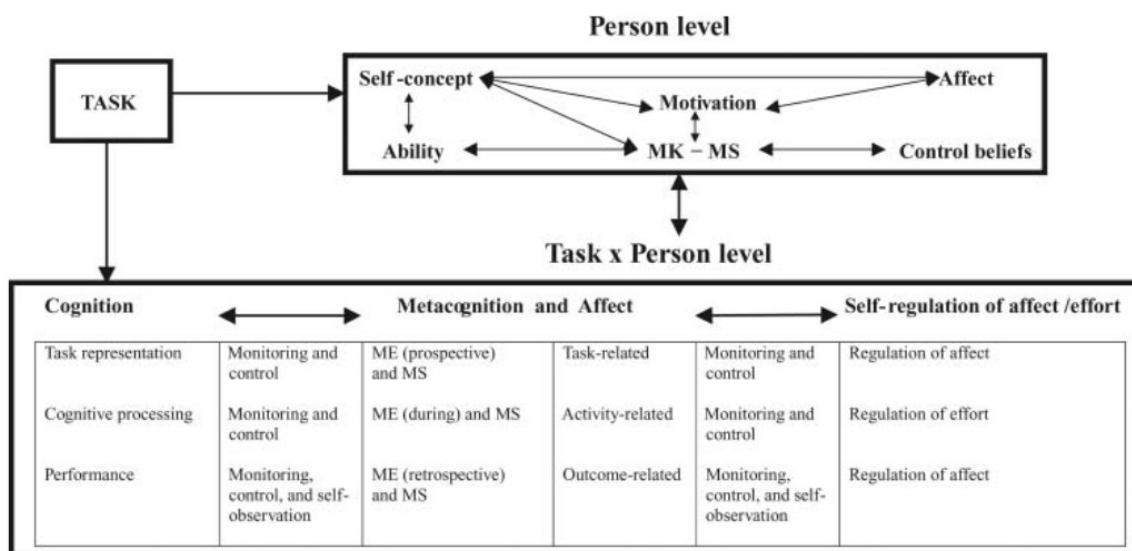 Person level
TASK
Self-concept
Affect
Motivation
Ability
MK – MS
Control beliefs
Task x Person level
Cognition
Metacognition and Affect
Self-regulation of affect /effort
Task representation
Monitoring and
control
ME (prospective)
and MS
Task-related
Monitoring and
control
Regulation of affect
Cognitive processing
Monitoring and
control
ME (during) and MS
Activity-related
Monitoring and
control
Regulation of effort
Performance
Monitoring,
control, and self-
observation
ME (retrospective)
and MS
Outcome-related
Monitoring,
control, and self-
observation
Regulation of affect